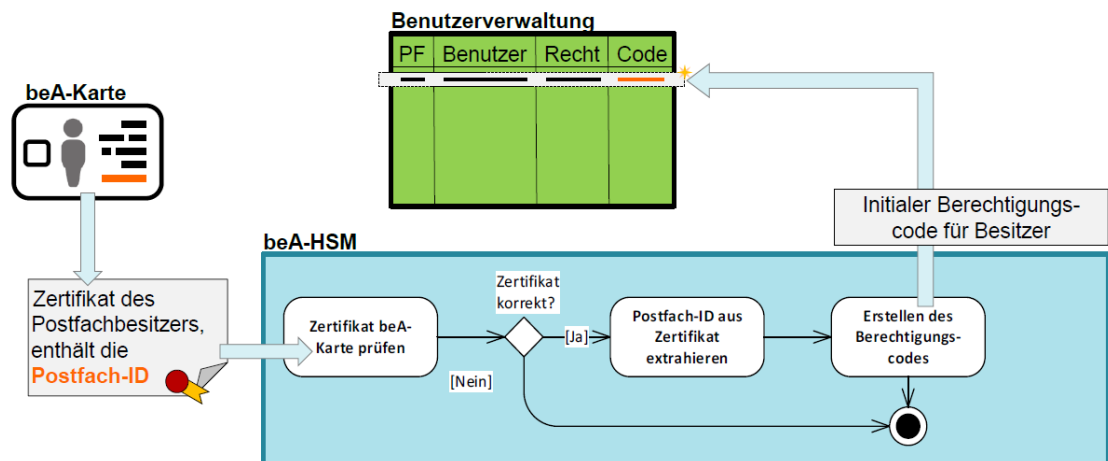 Benutzerverwaltung
PF Benutzer Recht Code
beA-Karte
Initialer Berechtigungs-
code für Besitzer
beA-HSM
Zertifikat des
Postfachbesitzers,
enthält die
Postfach-ID
Zertifikat beA-
Karte prüfen
Zertifikat
korrekt?
[Ja]
[Nein]
Postfach-ID aus
Zertifikat
extrahieren
Erstellen des
Berechtigungs-
codes